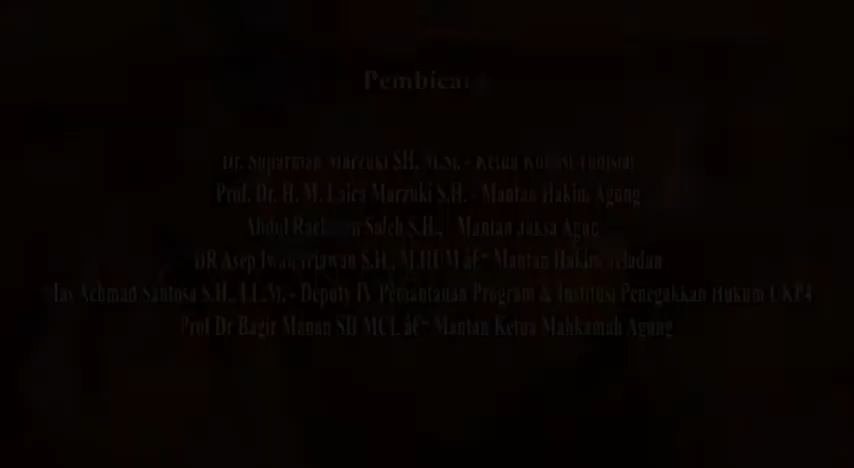 Pembicara
Dr. Suparman Marzuki SH. M.Si. - Ketua Komisi Yudisial
Prof. Dr. H. M. Laica Marzuki S.H. - Mantan Hakim Agung
Abdul Rachman Saleh S.H., Mantan Jaksa Agung
DR Asep Iwan Iriawan S.H., M.HUM â€“ Mantan Hakim Teladan
Mas Achmad Santosa S.H., LL.M. - Deputy IV Pemantauan Program & Institusi Penegakkan Hukum UKP4
Prof Dr Bagir Manan SH MCL â€“ Mantan Ketua Mahkamah Agung